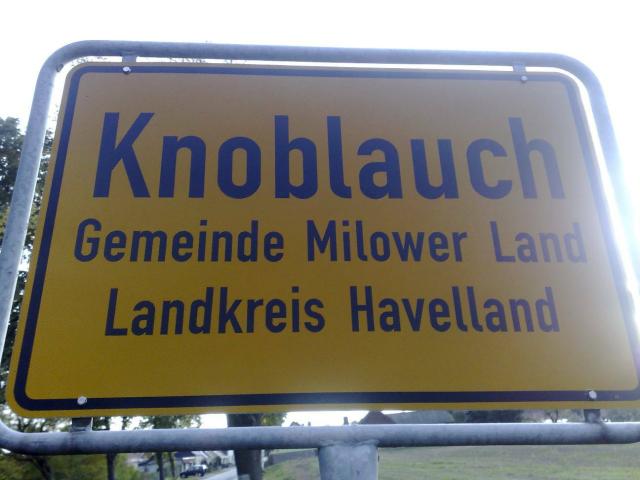 Knoblauch
Gemeinde Milower Land
Landkreis Havelland